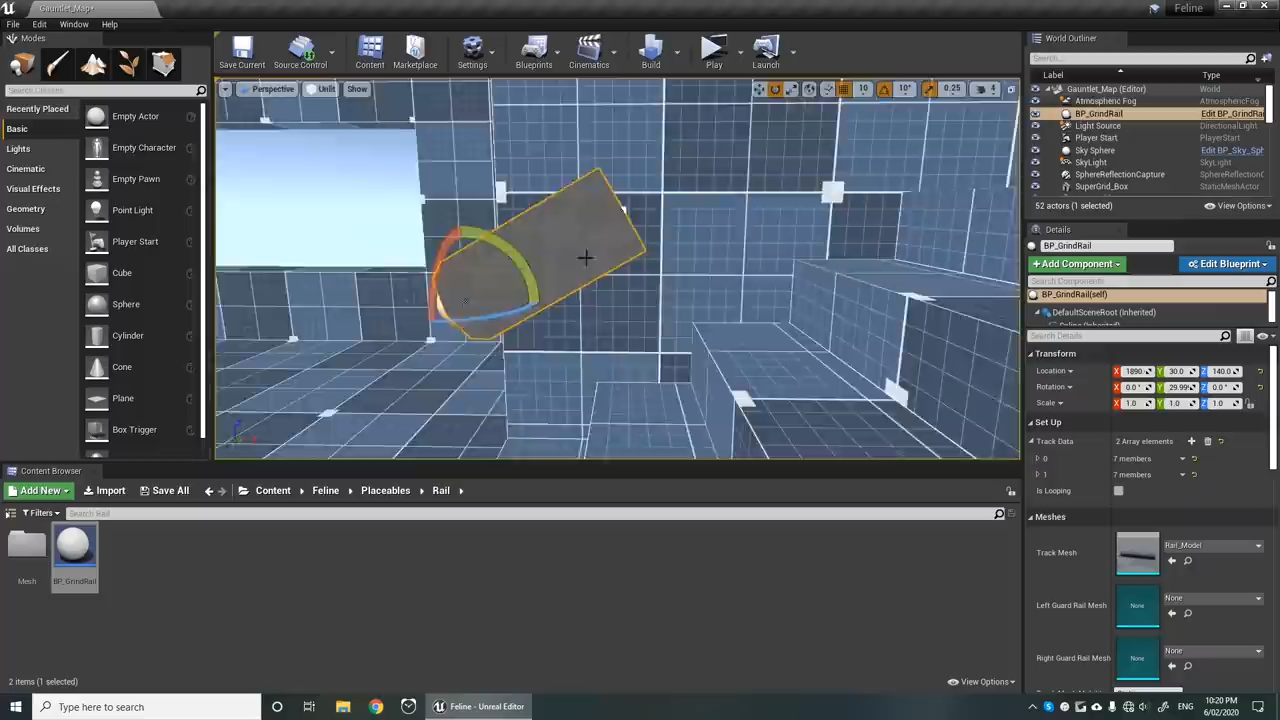 Gauntlet_Map*
Feline
File Edit Window Help
Modes
Search Classes
Recently Placed
Basic
Lights
Cinematic
Visual Effects
Geometry
Volumes
All Classes
Empty Actor
Empty Character
Empty Pawn
Point Light
Player Start
Cube
Sphere
Cylinder
Cone
Plane
Box Trigger
Save Current Source Control Content Marketplace Settings Blueprints Cinematics Build Play Launch
Perspective Unlit Show
10 10° 0.25 4
World Outliner
Search...
Label Type
Gauntlet_Map (Editor) World
Atmospheric Fog AtmosphericFog
BP_GrindRail Edit BP_GrindRai
Light Source DirectionalLight
Player Start PlayerStart
Sky Sphere Edit BP_Sky_Sph
SkyLight SkyLight
SphereReflectionCapture SphereReflectionCapture
SuperGrid_Box StaticMeshActor
52 actors (1 selected) View Options
Details
BP_GrindRail
+ Add Component Edit Blueprint
Search Components
BP_GrindRail(self)
DefaultSceneRoot (Inherited)
Search Details
Transform
Location X 1890. Y 30.0 Z 140.0
Rotation X 0.0° Y 29.99 Z 0.0°
Scale X 1.0 Y 1.0 Z 1.0
Set Up
Track Data 2 Array elements
0 7 members
1 7 members
Is Looping
Meshes
Track Mesh Rail_Model
Left Guard Rail Mesh None None
Right Guard Rail Mesh None None
Content Browser
Add New Import Save All Content Feline Placeables Rail
Filters Search Rail
Mesh BP_GrindRail
2 items (1 selected) View Options
Type here to search
Feline - Unreal Editor
ENG
10:20 PM
6/02/2020